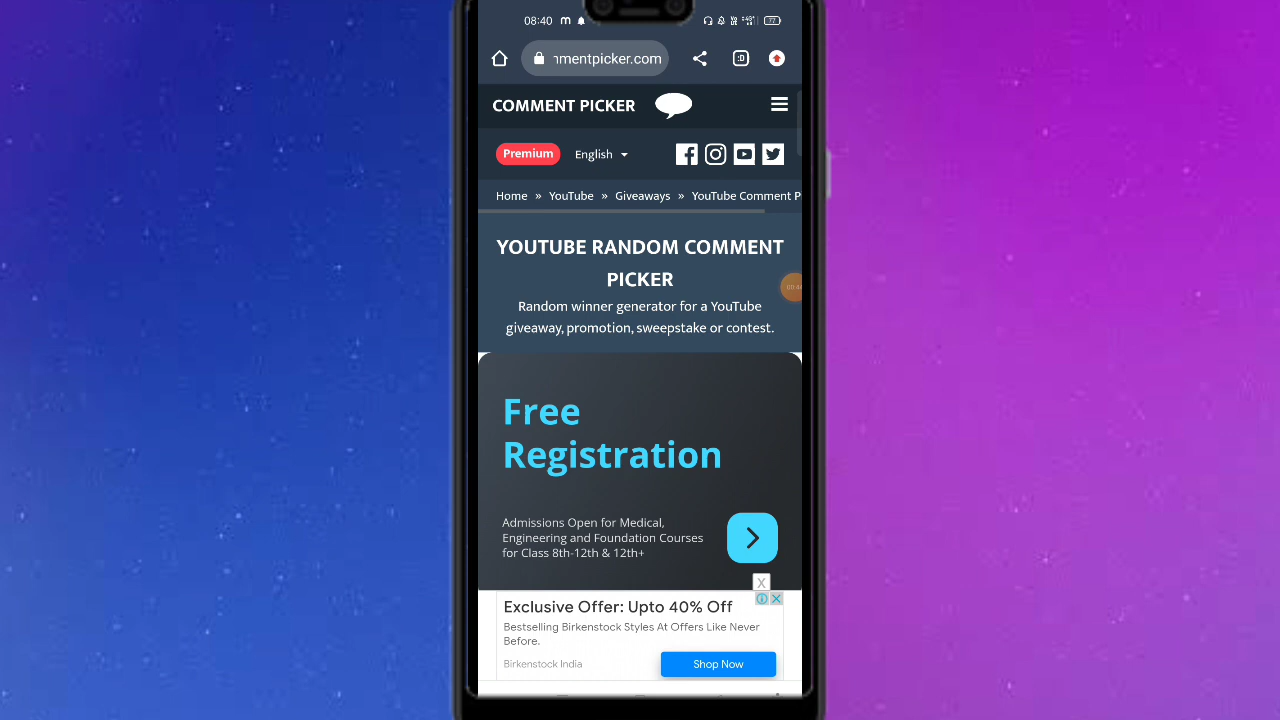 08:40
nmentpicker.com
:D
COMMENT PICKER
Premium
English
Home » YouTube » Giveaways » YouTube Comment P
YOUTUBE RANDOM COMMENT
PICKER
Random winner generator for a YouTube
giveaway, promotion, sweepstake or contest.
Free
Registration
Admissions Open for Medical,
Engineering and Foundation Courses
for Class 8th-12th & 12th+
X
Exclusive Offer: Upto 40% Off
Bestselling Birkenstock Styles At Offers Like Never
Before.
Birkenstock India
Shop Now